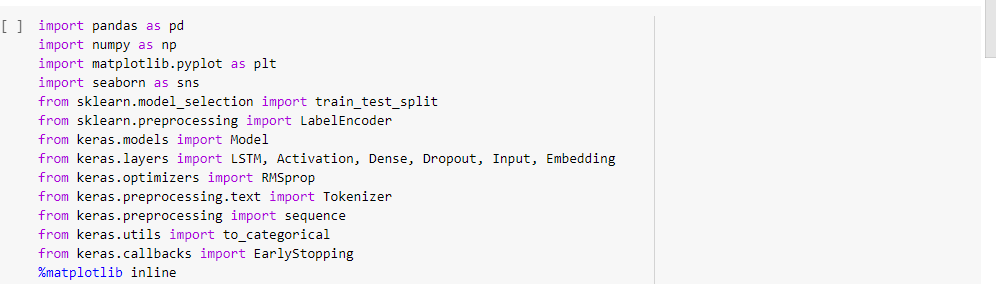 [ ] import pandas as pd
import numpy as np
import matplotlib.pyplot as plt
import seaborn as sns
from sklearn.model_selection import train_test_split
from sklearn.preprocessing import LabelEncoder
from keras.models import Model
from keras.layers import LSTM, Activation, Dense, Dropout, Input, Embedding
from keras.optimizers import RMSprop
from keras.preprocessing.text import Tokenizer
from keras.preprocessing import sequence
from keras.utils import to_categorical
from keras.callbacks import EarlyStopping
%matplotlib inline